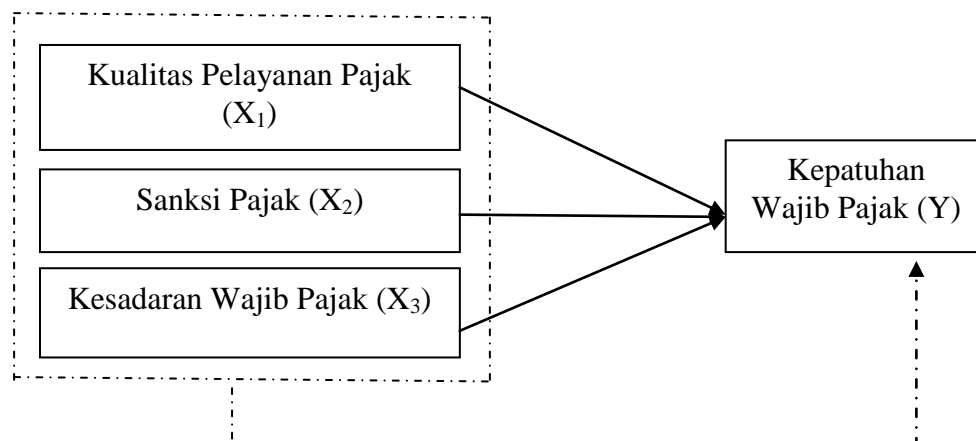 Kualitas Pelayanan Pajak
(X₁)
Sanksi Pajak (X₂)
Kesadaran Wajib Pajak (X₃)
Kepatuhan
Wajib Pajak (Y)